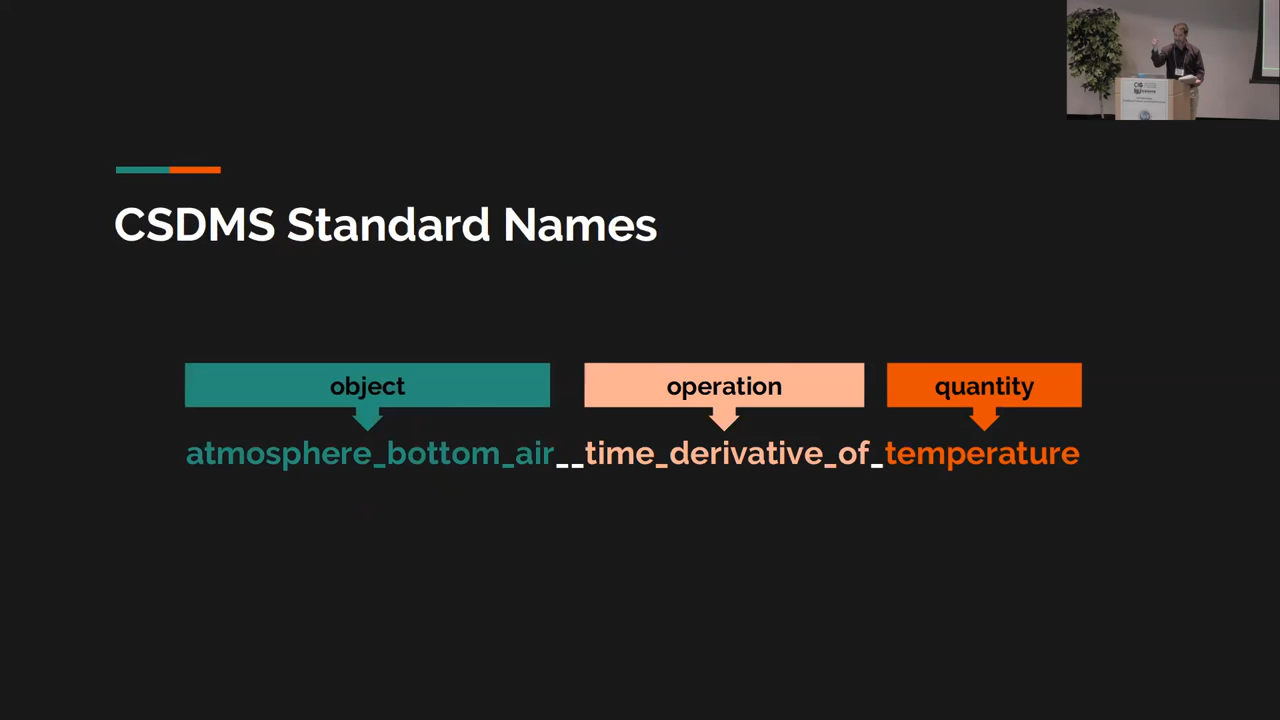 CSDMS Standard Names
object operation quantity
atmosphere_bottom_air__time_derivative_of_temperature